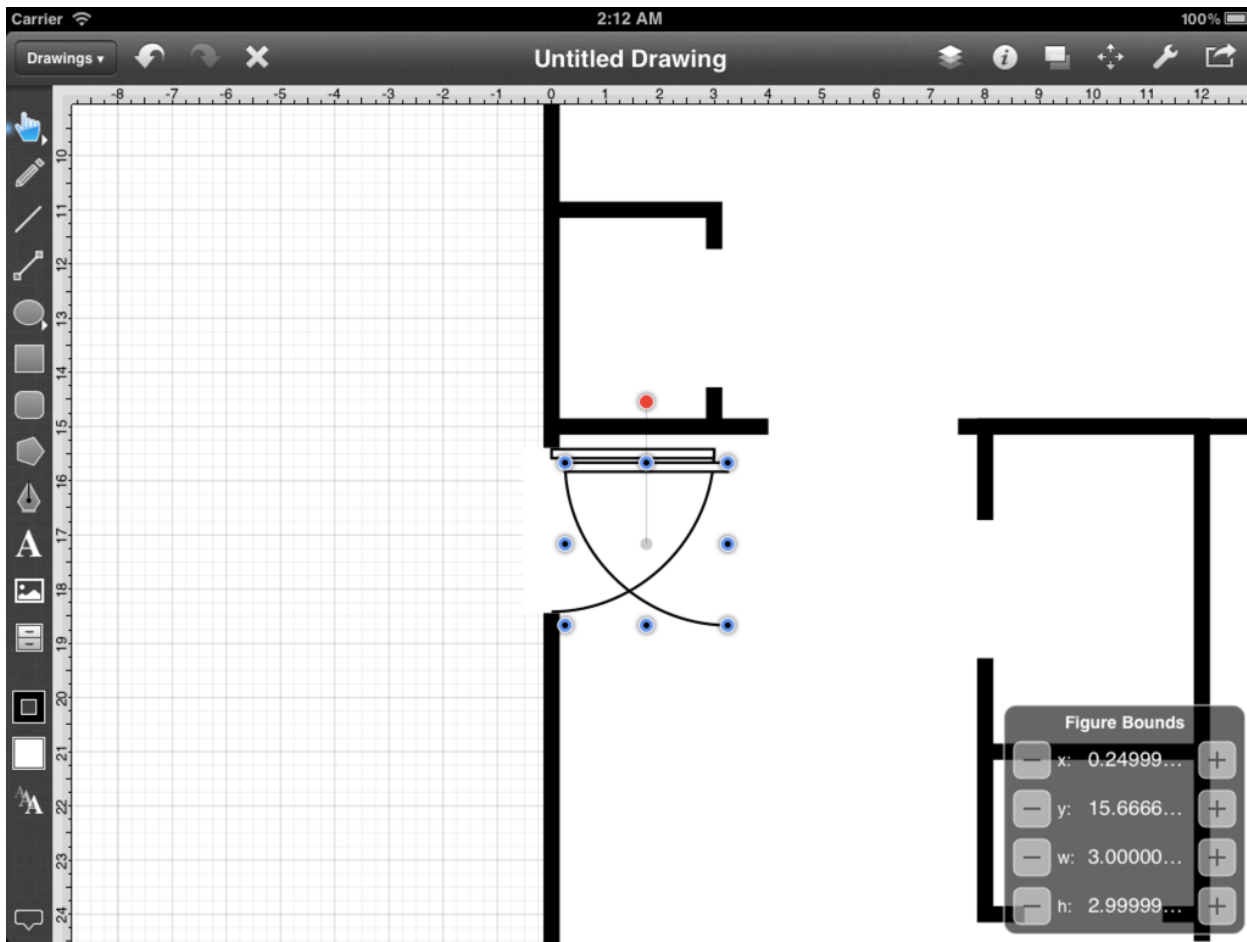 Carrier 2:12 AM 100%
Drawings ▾ Untitled Drawing
-8 -7 -6 -5 -4 -3 -2 -1 0 1 2 3 4 5 6 7 8 9 10 11 12
10
11
12
13
14
15
16
17
18
19
20
21
22
23
24
A
AAA
Figure Bounds
x: 0.24999...
y: 15.6666...
w: 3.00000...
h: 2.99999...